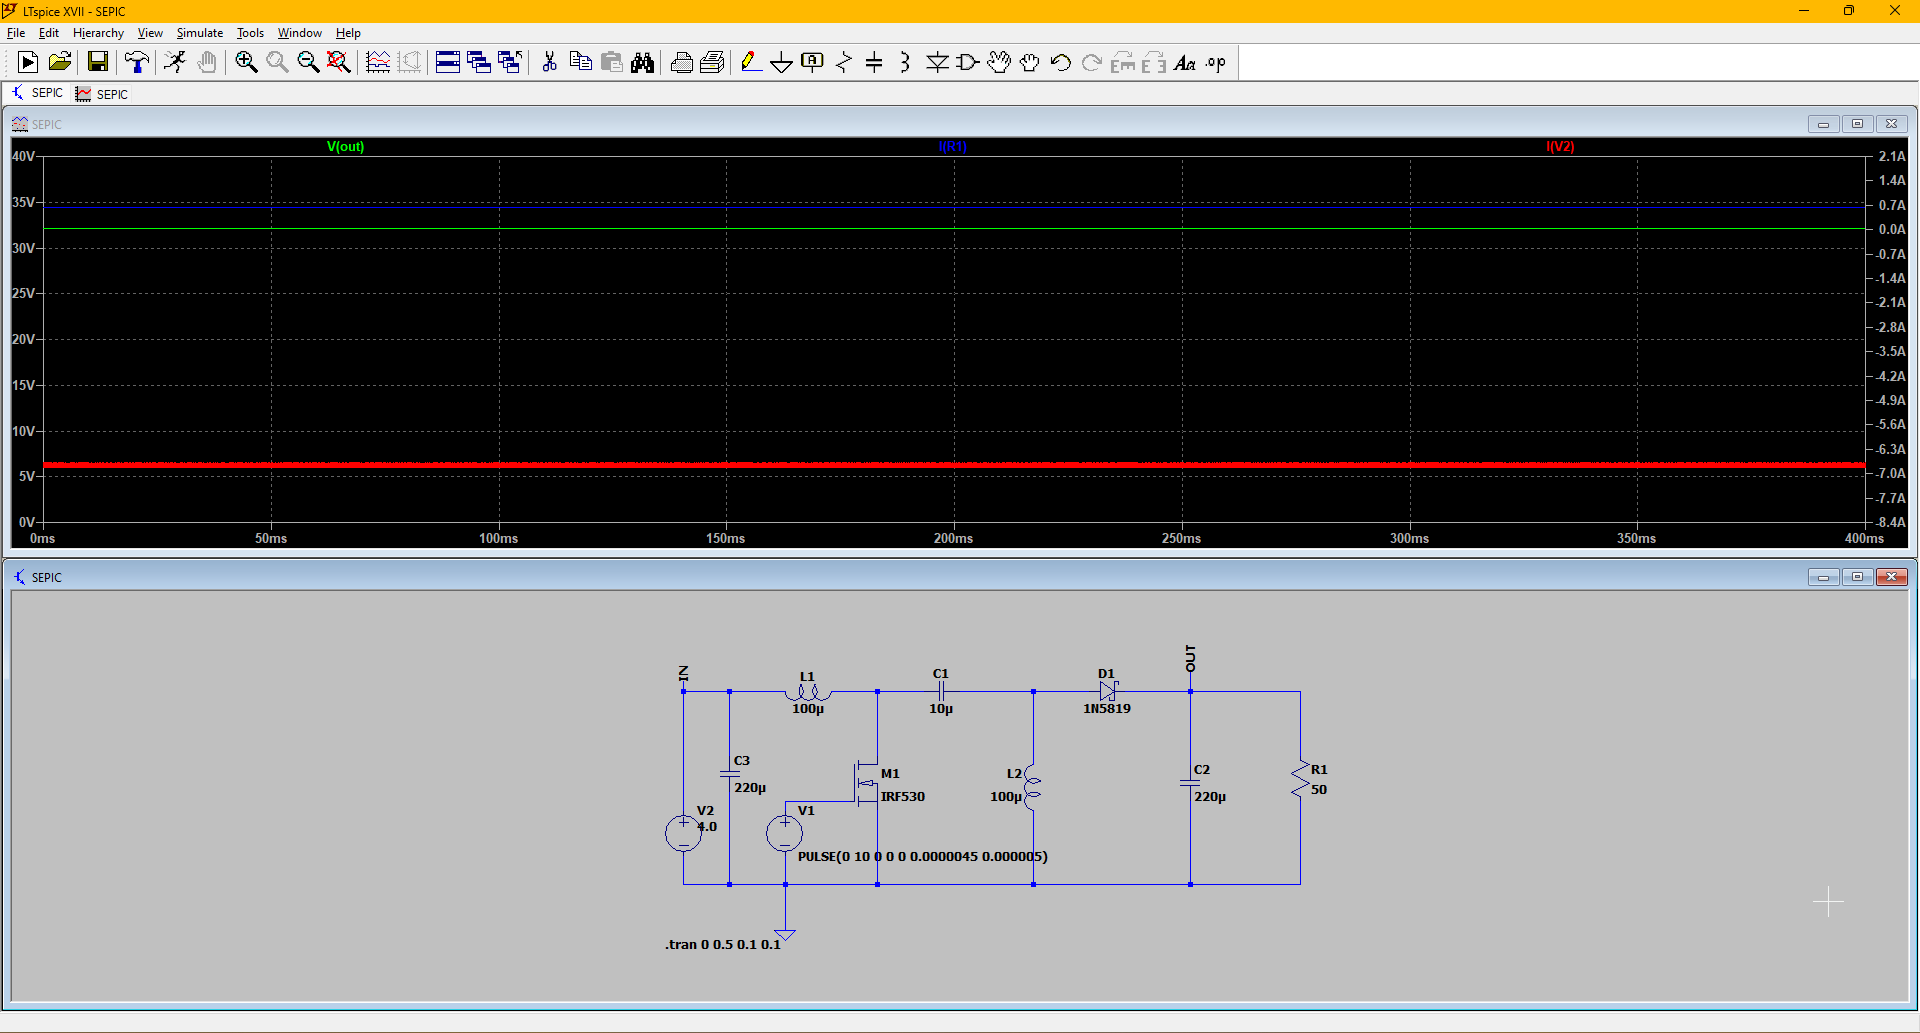 LTspice XVII - SEPIC
File Edit Hierarchy View Simulate Tools Window Help
A Aa .op
SEPIC SEPIC
SEPIC
V(out) I(R1) I(V2)
40V 2.1A
1.4A
35V 0.7A
0.0A
30V -0.7A
-1.4A
25V -2.1A
-2.8A
20V -3.5A
-4.2A
15V -4.9A
-5.6A
10V -6.3A
5V -7.0A
-7.7A
0V -8.4A
0ms 50ms 100ms 150ms 200ms 250ms 300ms 350ms 400ms
SEPIC
IN
OUT
L1
100µ
C1
10µ
D1
1N5819
C3
220µ
M1
IRF530
L2
100µ
C2
220µ
R1
50
V2
4.0
V1
PULSE(0 10 0 0 0 0.0000045 0.000005)
.tran 0 0.5 0.1 0.1